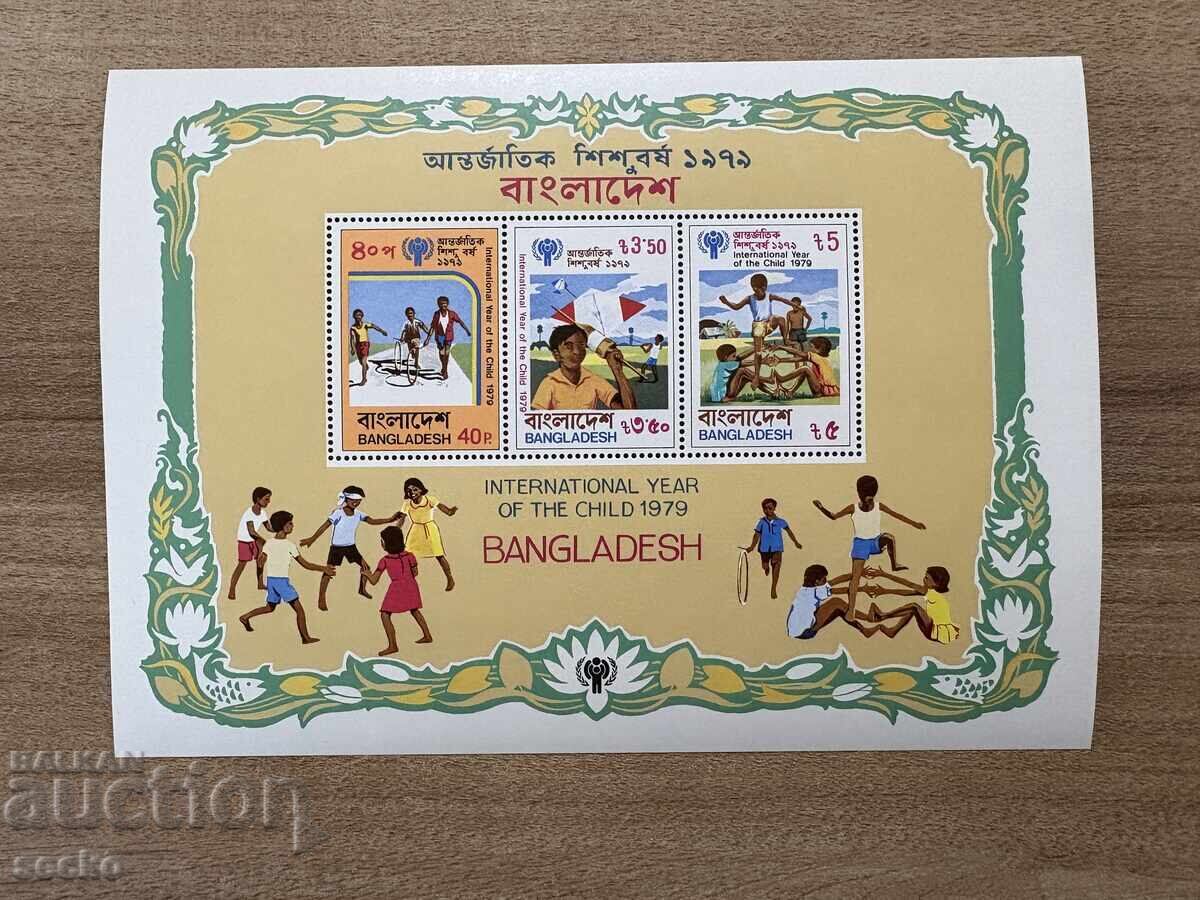 আন্তর্জাতিক শিশুবর্ষ ১৯৭৯
বাংলাদেশ
৪০প
আন্তর্জাতিক
শিশুবর্ষ
১৯৭৯
International Year of the Child 1979
বাংলাদেশ
BANGLADESH 40P.
৳3·50
আন্তর্জাতিক
শিশুবর্ষ ১৯৭৯
International Year of the Child 1979
বাংলাদেশ
BANGLADESH ৳৩·৫০
আন্তর্জাতিক
শিশুবর্ষ ১৯৭৯
৳5
International Year
of the Child 1979
বাংলাদেশ
BANGLADESH ৳৫
INTERNATIONAL YEAR
OF THE CHILD 1979
BANGLADESH
BALKAN
auction
secko